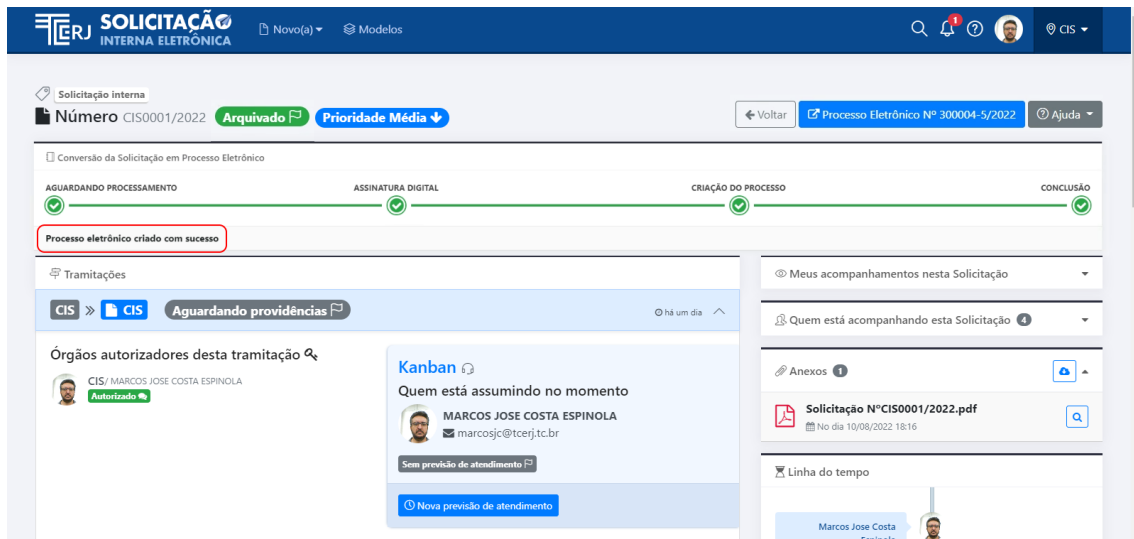 TCERJ SOLICITAÇÃO
INTERNA ELETRÔNICA
Novo(a)
Modelos
1
CIS
Solicitação interna
Número CIS0001/2022 Arquivado Prioridade Média
Voltar
Processo Eletrônico Nº 300004-5/2022
Ajuda
Conversão da Solicitação em Processo Eletrônico
AGUARDANDO PROCESSAMENTO
ASSINATURA DIGITAL
CRIAÇÃO DO PROCESSO
CONCLUSÃO
Processo eletrônico criado com sucesso
Tramitações
CIS » CIS Aguardando providências
há um dia
Órgãos autorizadores desta tramitação
CIS/ MARCOS JOSE COSTA ESPINOLA
Autorizado
Kanban
Quem está assumindo no momento
MARCOS JOSE COSTA ESPINOLA
marcosjc@tcerj.tc.br
Sem previsão de atendimento
Nova previsão de atendimento
Meus acompanhamentos nesta Solicitação
Quem está acompanhando esta Solicitação 4
Anexos 1
Solicitação NºCIS0001/2022.pdf
No dia 10/08/2022 18:16
Linha do tempo
Marcos Jose Costa